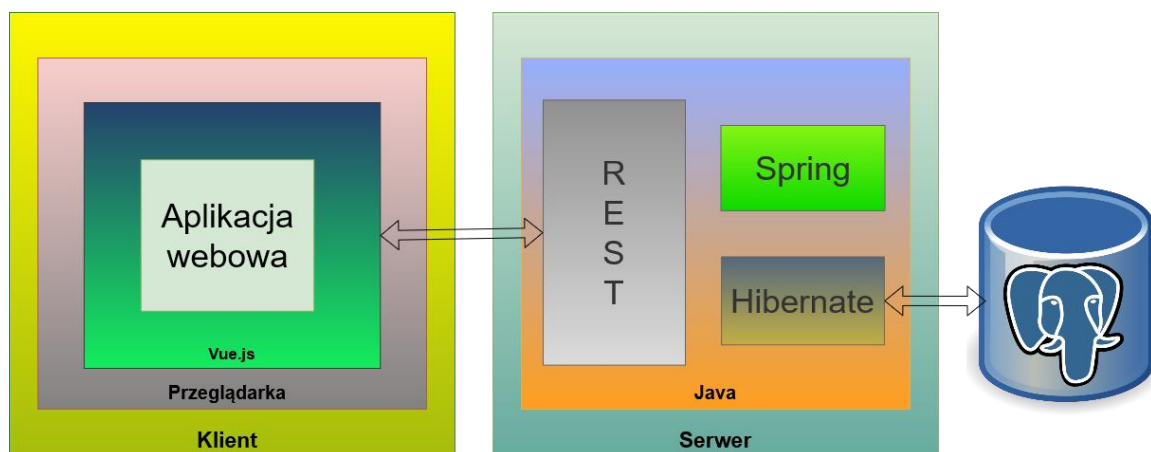 Aplikacja
webowa
Vue.js
Przeglądarka
Klient
R
E
S
T
Spring
Hibernate
Java
Serwer